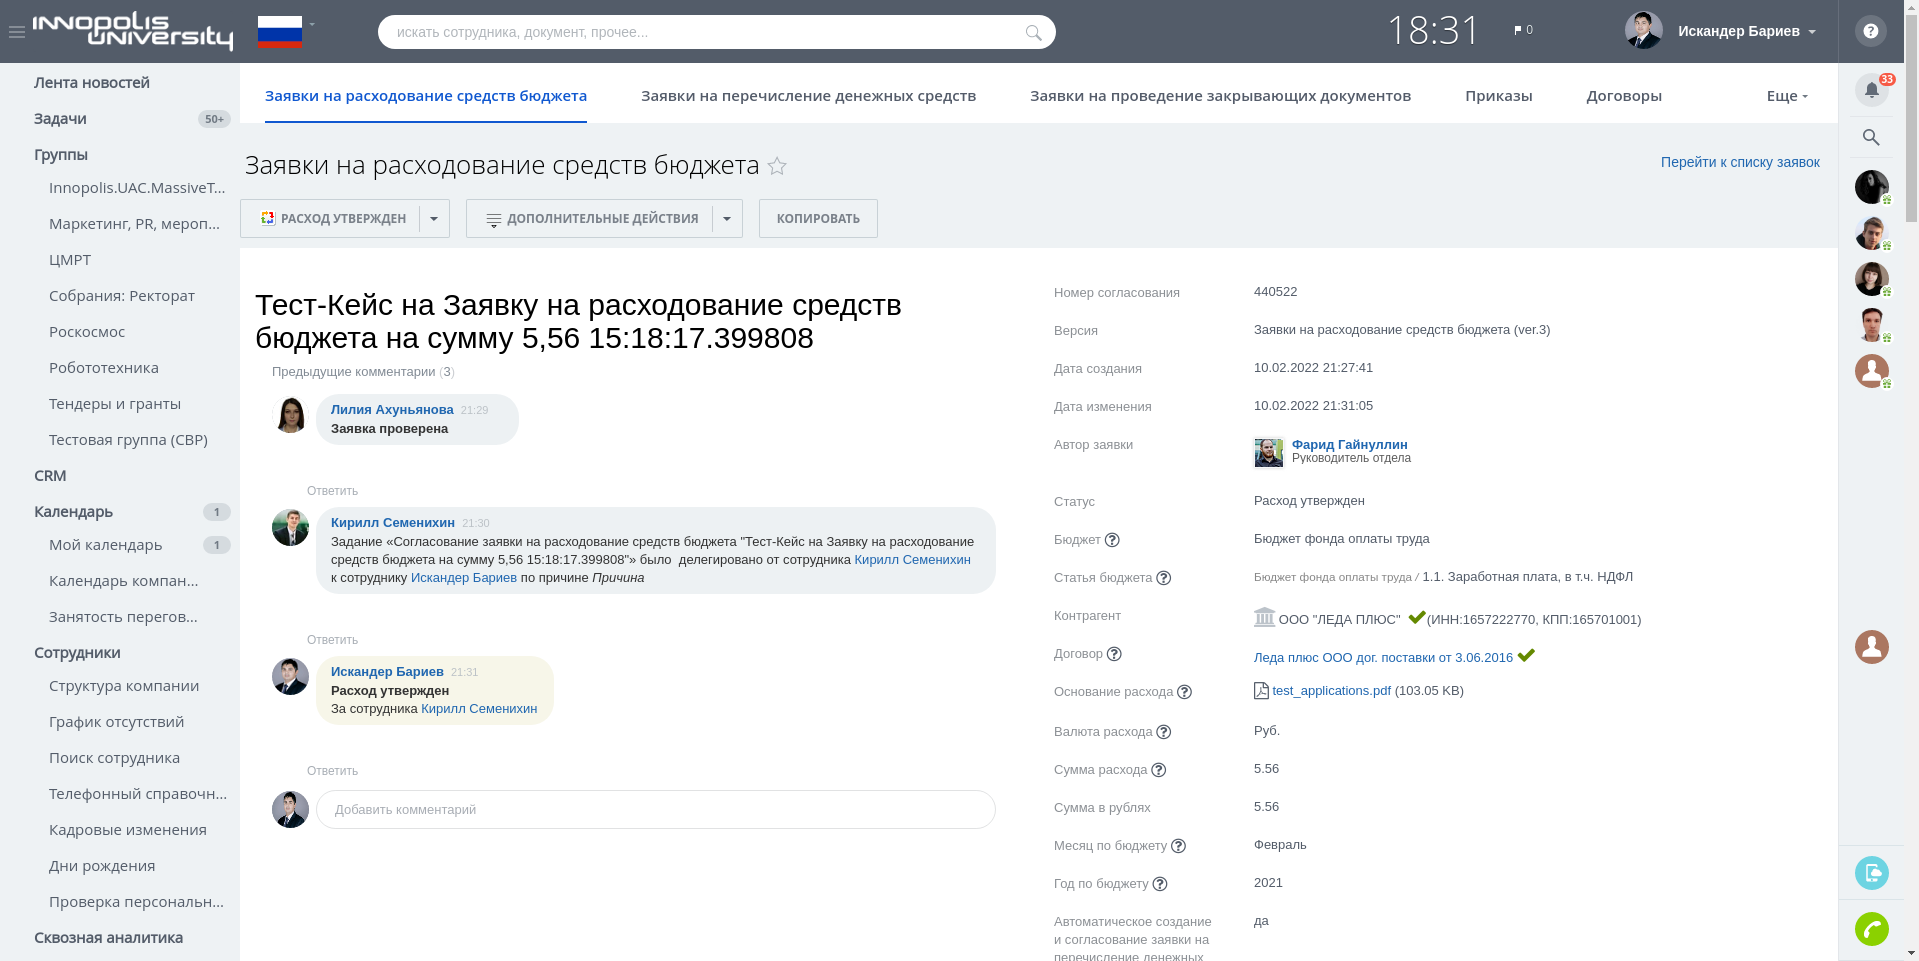 INNOPOLIS
UNIVERSITY
искать сотрудника, документ, прочее...
18:31
0
Искандер Бариев
?
33
Лента новостей
Задачи
50+
Группы
Innopolis.UAC.MassiveT...
Маркетинг, PR, мероп...
ЦМРТ
Собрания: Ректорат
Роскосмос
Робототехника
Тендеры и гранты
Тестовая группа (СВР)
CRM
Календарь
1
Мой календарь
1
Календарь компан...
Занятость перегов...
Сотрудники
Структура компании
График отсутствий
Поиск сотрудника
Телефонный справочн...
Кадровые изменения
Дни рождения
Проверка персональн...
Сквозная аналитика
Заявки на расходование средств бюджета
Заявки на перечисление денежных средств
Заявки на проведение закрывающих документов
Приказы
Договоры
Еще
Заявки на расходование средств бюджета
Перейти к списку заявок
РАСХОД УТВЕРЖДЕН
ДОПОЛНИТЕЛЬНЫЕ ДЕЙСТВИЯ
КОПИРОВАТЬ
Тест-Кейс на Заявку на расходование средств
бюджета на сумму 5,56 15:18:17.399808
Предыдущие комментарии (3)
Лилия Ахуньянова 21:29
Заявка проверена
Ответить
Кирилл Семенихин 21:30
Задание «Согласование заявки на расходование средств бюджета "Тест-Кейс на Заявку на расходование
средств бюджета на сумму 5,56 15:18:17.399808"» было делегировано от сотрудника Кирилл Семенихин
к сотруднику Искандер Бариев по причине Причина
Ответить
Искандер Бариев 21:31
Расход утвержден
За сотрудника Кирилл Семенихин
Ответить
Добавить комментарий
Номер согласования
440522
Версия
Заявки на расходование средств бюджета (ver.3)
Дата создания
10.02.2022 21:27:41
Дата изменения
10.02.2022 21:31:05
Автор заявки
Фарид Гайнуллин
Руководитель отдела
Статус
Расход утвержден
Бюджет ?
Бюджет фонда оплаты труда
Статья бюджета ?
Бюджет фонда оплаты труда / 1.1. Заработная плата, в т.ч. НДФЛ
Контрагент
ООО "ЛЕДА ПЛЮС" (ИНН:1657222770, КПП:165701001)
Договор ?
Леда плюс ООО дог. поставки от 3.06.2016
Основание расхода ?
test_applications.pdf (103.05 KB)
Валюта расхода ?
Руб.
Сумма расхода ?
5.56
Сумма в рублях
5.56
Месяц по бюджету ?
Февраль
Год по бюджету ?
2021
Автоматическое создание
и согласование заявки на
перечисление денежных
да